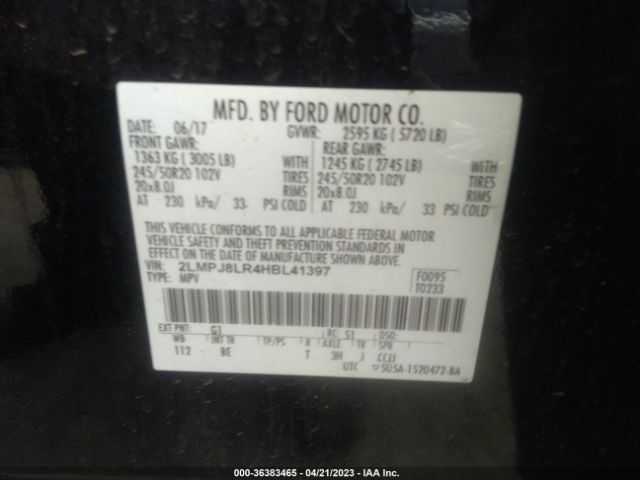 MFD. BY FORD MOTOR CO.
DATE: 06/17 GVWR: 2595 KG ( 5720 LB)
FRONT GAWR: REAR GAWR:
1363 KG ( 3005 LB) WITH 1245 KG ( 2745 LB) WITH
245/50R20 102V TIRES 245/50R20 102V TIRES
20x8.0J RIMS 20x8.0J RIMS
AT 230 kPa/ 33 PSI COLD AT 230 kPa/ 33 PSI COLD
THIS VEHICLE CONFORMS TO ALL APPLICABLE FEDERAL MOTOR
VEHICLE SAFETY AND THEFT PREVENTION STANDARDS IN
EFFECT ON THE DATE OF MANUFACTURE SHOWN ABOVE.
VIN: 2LMPJ8LR4HBL41397 F0095
TYPE: MPV T0233
EXT PNT: G1 RC: 51 DSO:
WB INT TR TP/PS R AXLE TR SPR
112 BE T 3H J CCJJ
UTC ▽5U5A-1520472-BA
000-36383465 - 04/21/2023 - IAA Inc.